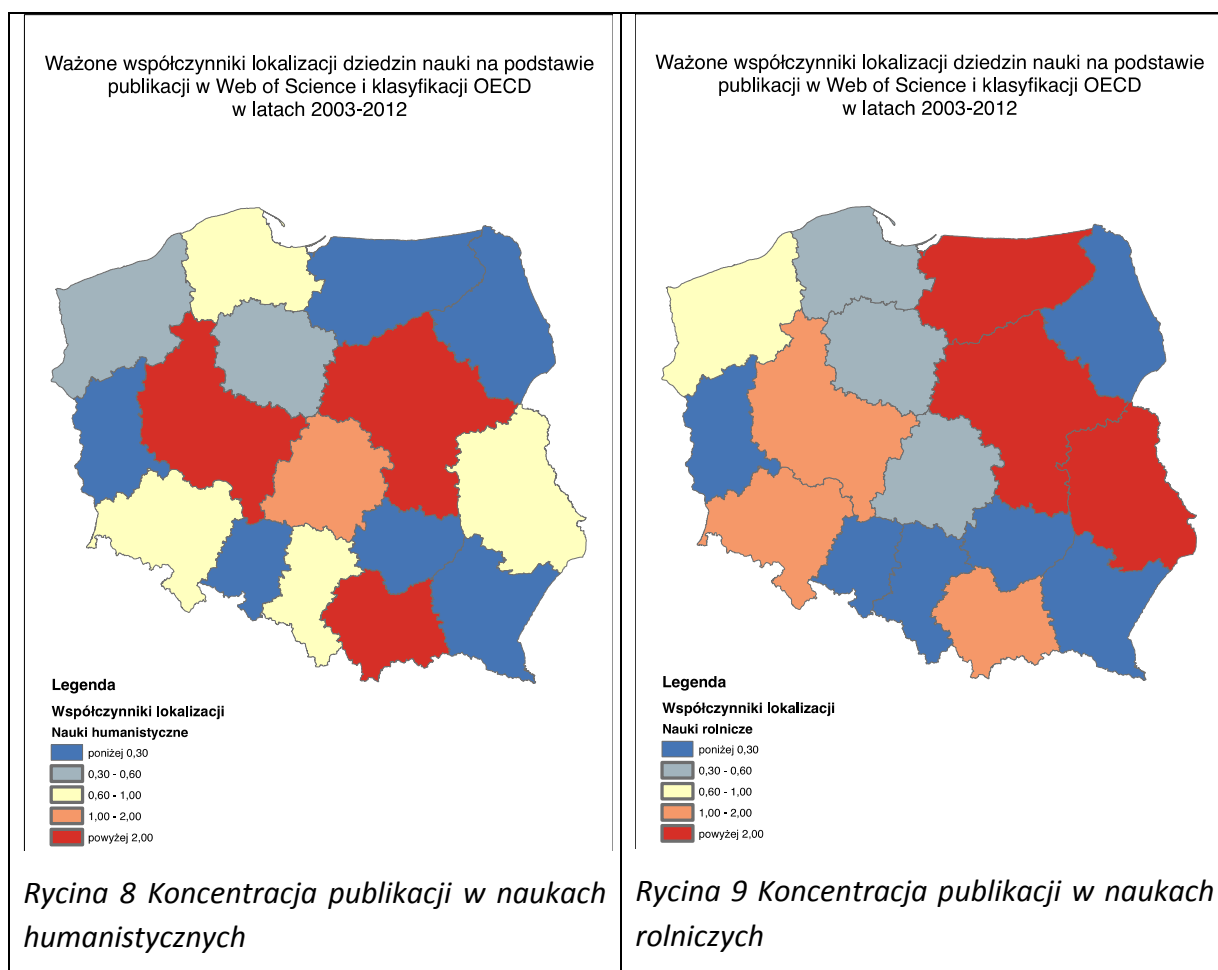 Ważone współczynniki lokalizacji dziedzin nauki na podstawie
publikacji w Web of Science i klasyfikacji OECD
w latach 2003-2012
Legenda
Współczynniki lokalizacji
Nauki humanistyczne
poniżej 0,30
0,30 - 0,60
0,60 - 1,00
1,00 - 2,00
powyżej 2,00
Rycina 8 Koncentracja publikacji w naukach
humanistycznych
Ważone współczynniki lokalizacji dziedzin nauki na podstawie
publikacji w Web of Science i klasyfikacji OECD
w latach 2003-2012
Legenda
Współczynniki lokalizacji
Nauki rolnicze
poniżej 0,30
0,30 - 0,60
0,60 - 1,00
1,00 - 2,00
powyżej 2,00
Rycina 9 Koncentracja publikacji w naukach
rolniczych